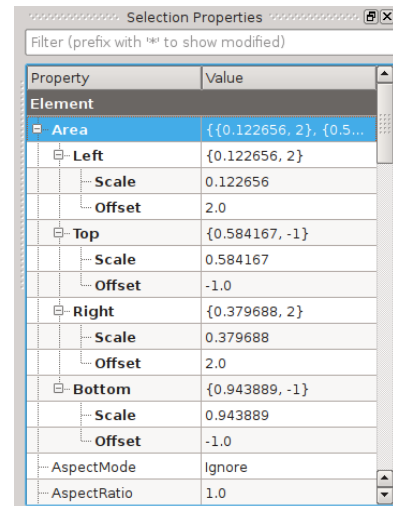 Selection Properties
Filter (prefix with '*' to show modified)
Property Value
Element
Area {{0.122656, 2}, {0.5...
Left {0.122656, 2}
Scale 0.122656
Offset 2.0
Top {0.584167, -1}
Scale 0.584167
Offset -1.0
Right {0.379688, 2}
Scale 0.379688
Offset 2.0
Bottom {0.943889, -1}
Scale 0.943889
Offset -1.0
AspectMode Ignore
AspectRatio 1.0